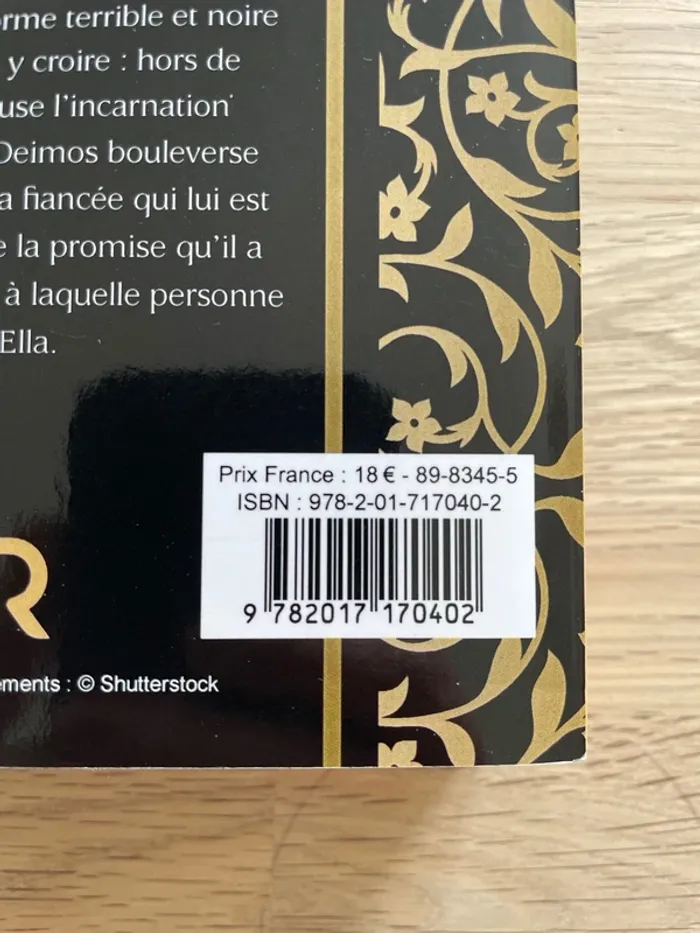 rme terrible et noire
y croire : hors de
use l'incarnation
Deimos bouleverse
a fiancée qui lui est
e la promise qu'il a
à laquelle personne
Ella.
Prix France : 18 € - 89-8345-5
ISBN : 978-2-01-717040-2
9 782017 170402
R
ements : © Shutterstock